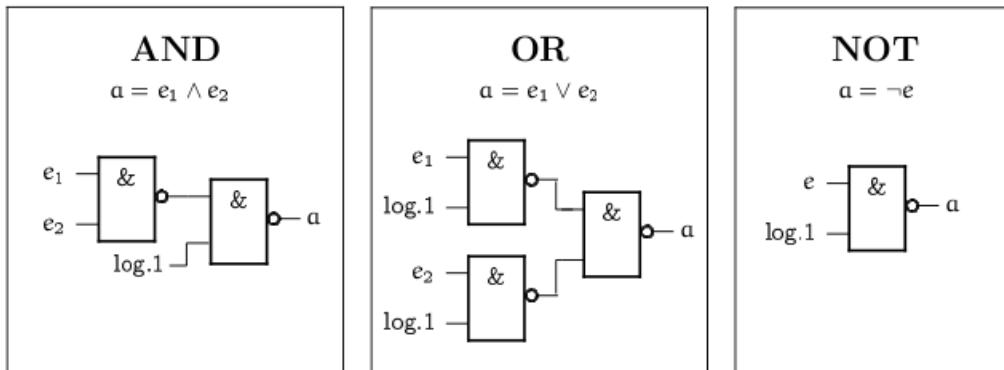 AND
a = e₁ ∧ e₂
e₁
&
e₂
&
a
log.1
OR
a = e₁ ∨ e₂
e₁
&
log.1
&
a
e₂
&
log.1
NOT
a = ¬e
e
&
a
log.1